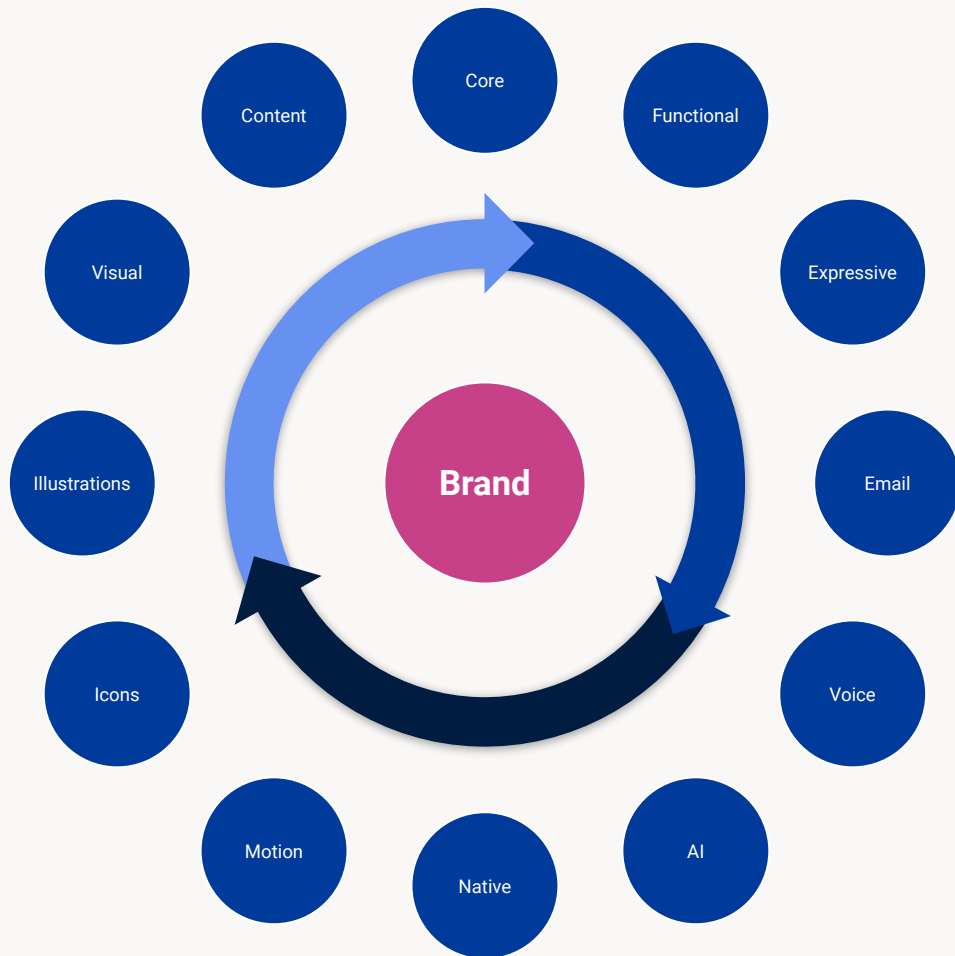 Core
Content
Functional
Visual
Expressive
Brand
Illustrations
Email
Icons
Voice
Motion
AI
Native